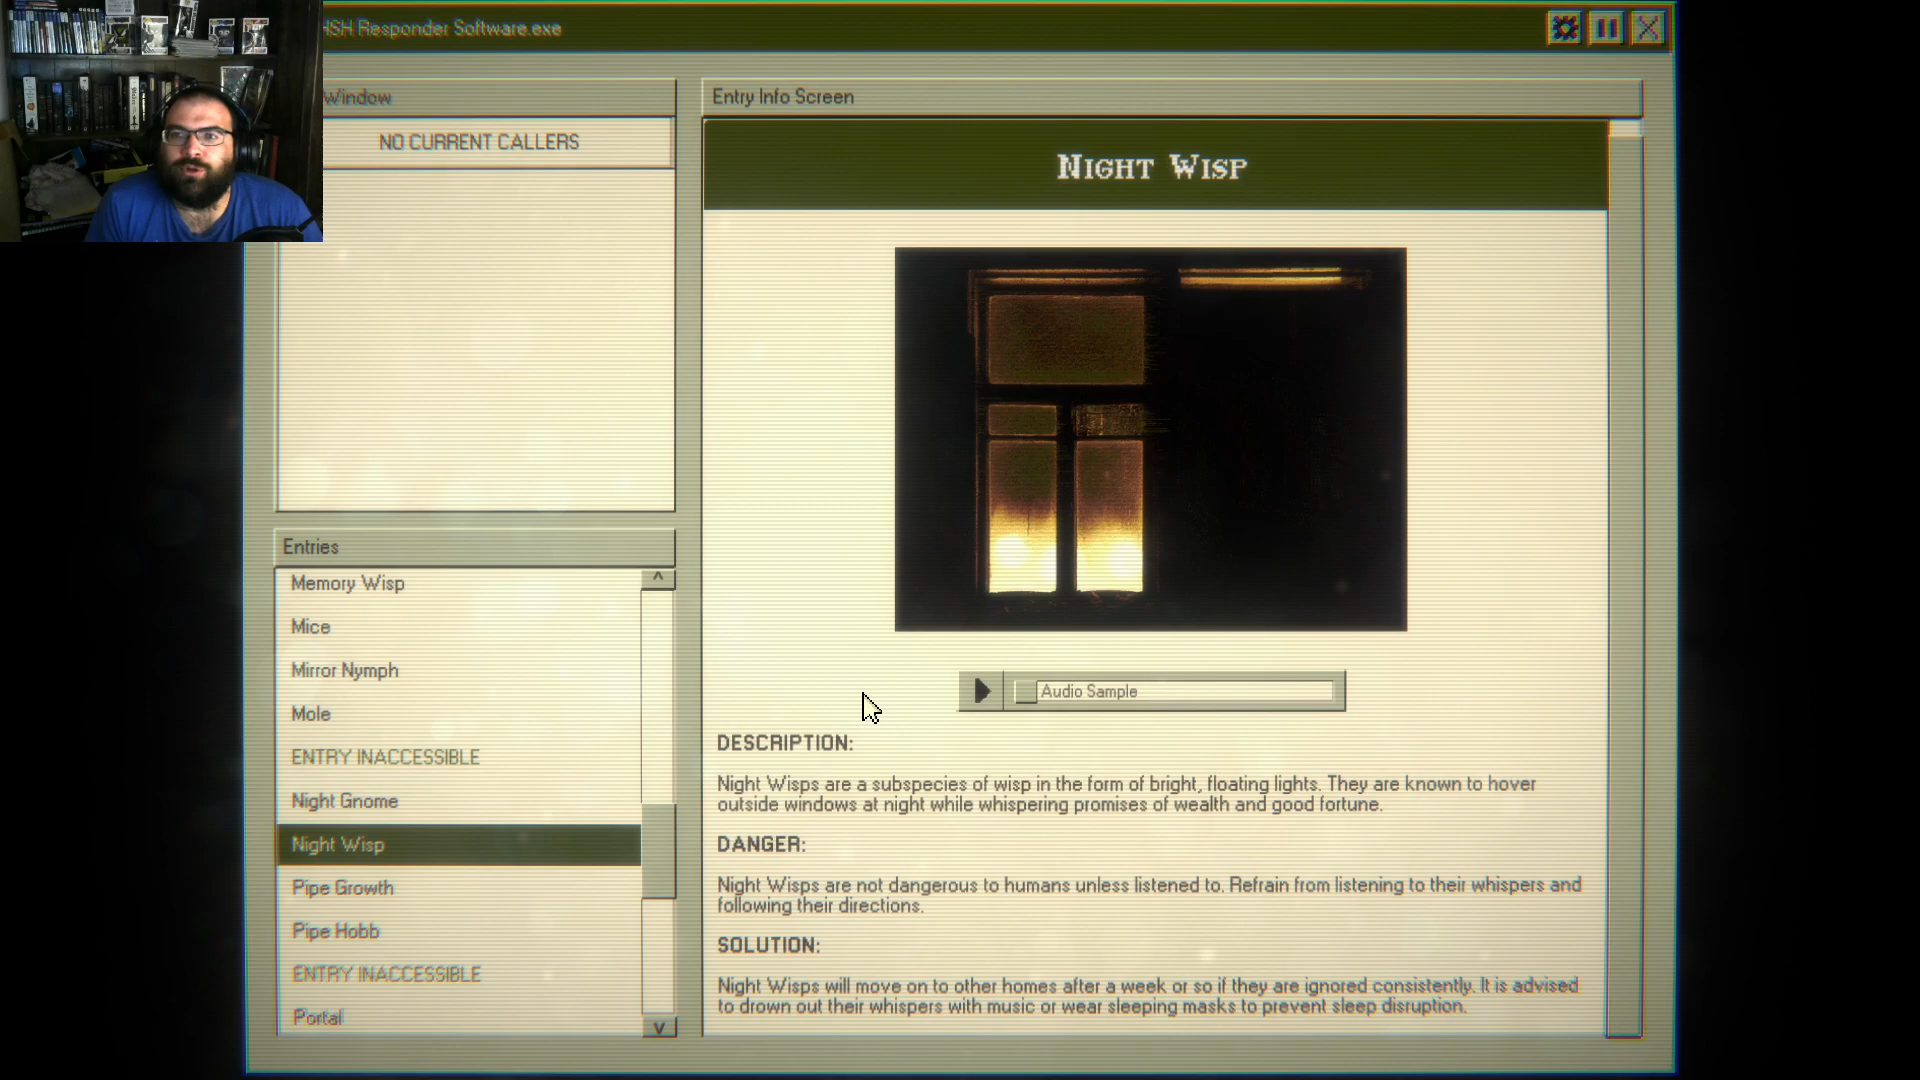 HSH Responder Software.exe
Window
NO CURRENT CALLERS
Entries
Memory Wisp
Mice
Mirror Nymph
Mole
ENTRY INACCESSIBLE
Night Gnome
Night Wisp
Pipe Growth
Pipe Hobb
ENTRY INACCESSIBLE
Portal
Entry Info Screen
NIGHT WISP
Audio Sample
DESCRIPTION:
Night Wisps are a subspecies of wisp in the form of bright, floating lights. They are known to hover
outside windows at night while whispering promises of wealth and good fortune.
DANGER:
Night Wisps are not dangerous to humans unless listened to. Refrain from listening to their whispers and
following their directions.
SOLUTION:
Night Wisps will move on to other homes after a week or so if they are ignored consistently. It is advised
to drown out their whispers with music or wear sleeping masks to prevent sleep disruption.